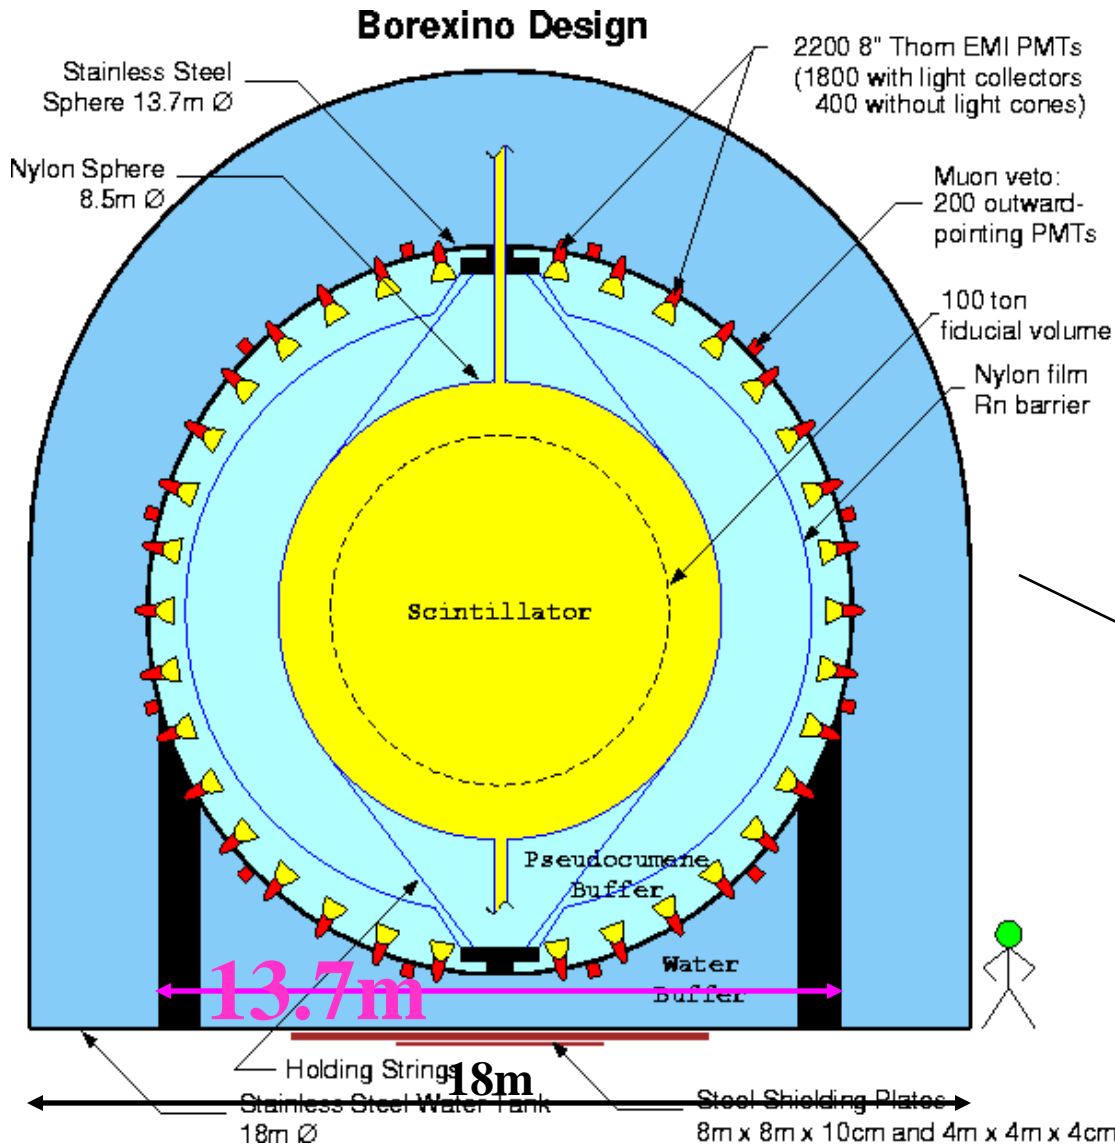 Borexino Design
Stainless Steel
Sphere 13.7m Ø
Nylon Sphere
8.5m Ø
2200 8" Thorn EMI PMTs
(1800 with light collectors
400 without light cones)
Muon veto:
200 outward-
pointing PMTs
100 ton
fiducial volume
Nylon film
Rn barrier
Scintillator
Pseudocumene
Buffer
Water
Buffer
13.7m
Holding Strings
18m
Stainless Steel Water Tank
18m Ø
Steel Shielding Plates
8m x 8m x 10cm and 4m x 4m x 4cm